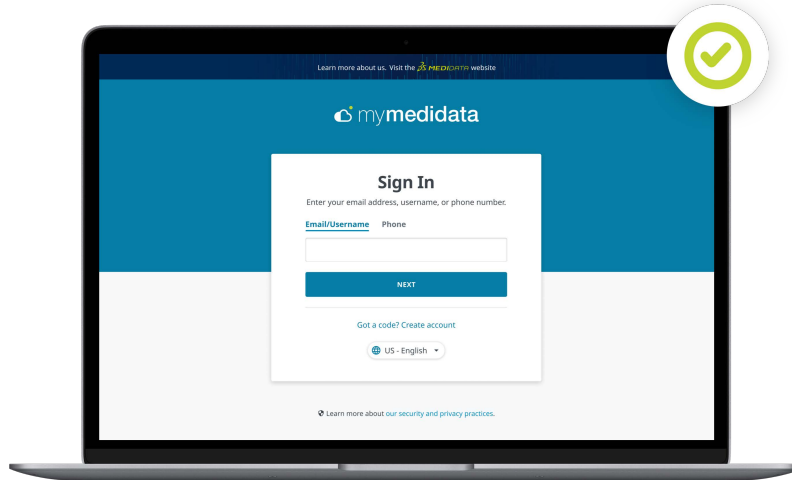 Learn more about us. Visit the 3DS MEDIDATA website
mymedidata
Sign In
Enter your email address, username, or phone number.
Email/Username Phone
NEXT
Got a code? Create account
US - English
Learn more about our security and privacy practices.